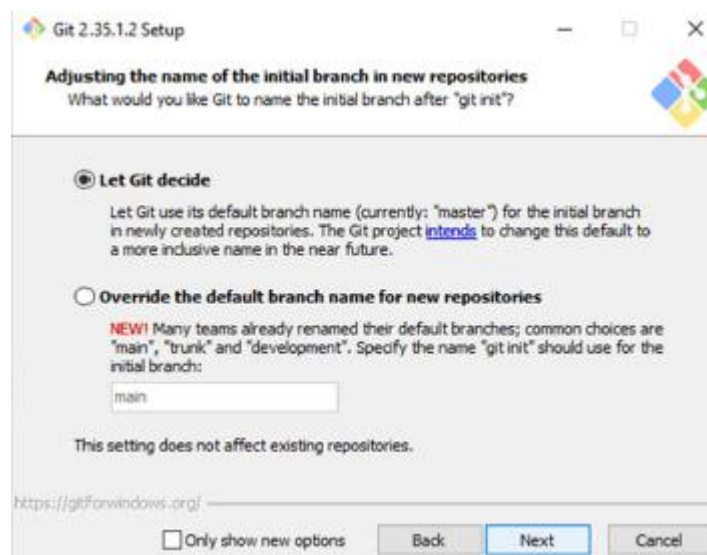 Git 2.35.1.2 Setup
Adjusting the name of the initial branch in new repositories
What would you like Git to name the initial branch after "git init"?
Let Git decide
Let Git use its default branch name (currently: "master") for the initial branch
in newly created repositories. The Git project intends to change this default to
a more inclusive name in the near future.
Override the default branch name for new repositories
NEW! Many teams already renamed their default branches; common choices are
"main", "trunk" and "development". Specify the name "git init" should use for the
initial branch:
main
This setting does not affect existing repositories.
https://gitforwindows.org/
Only show new options Back Next Cancel